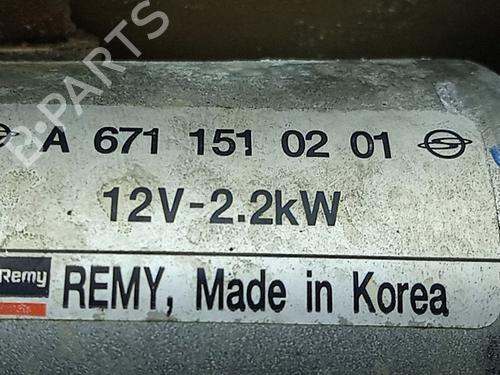 B-PARTS
A 671 151 02 01
12V-2.2kW
Remy
REMY, Made in Korea